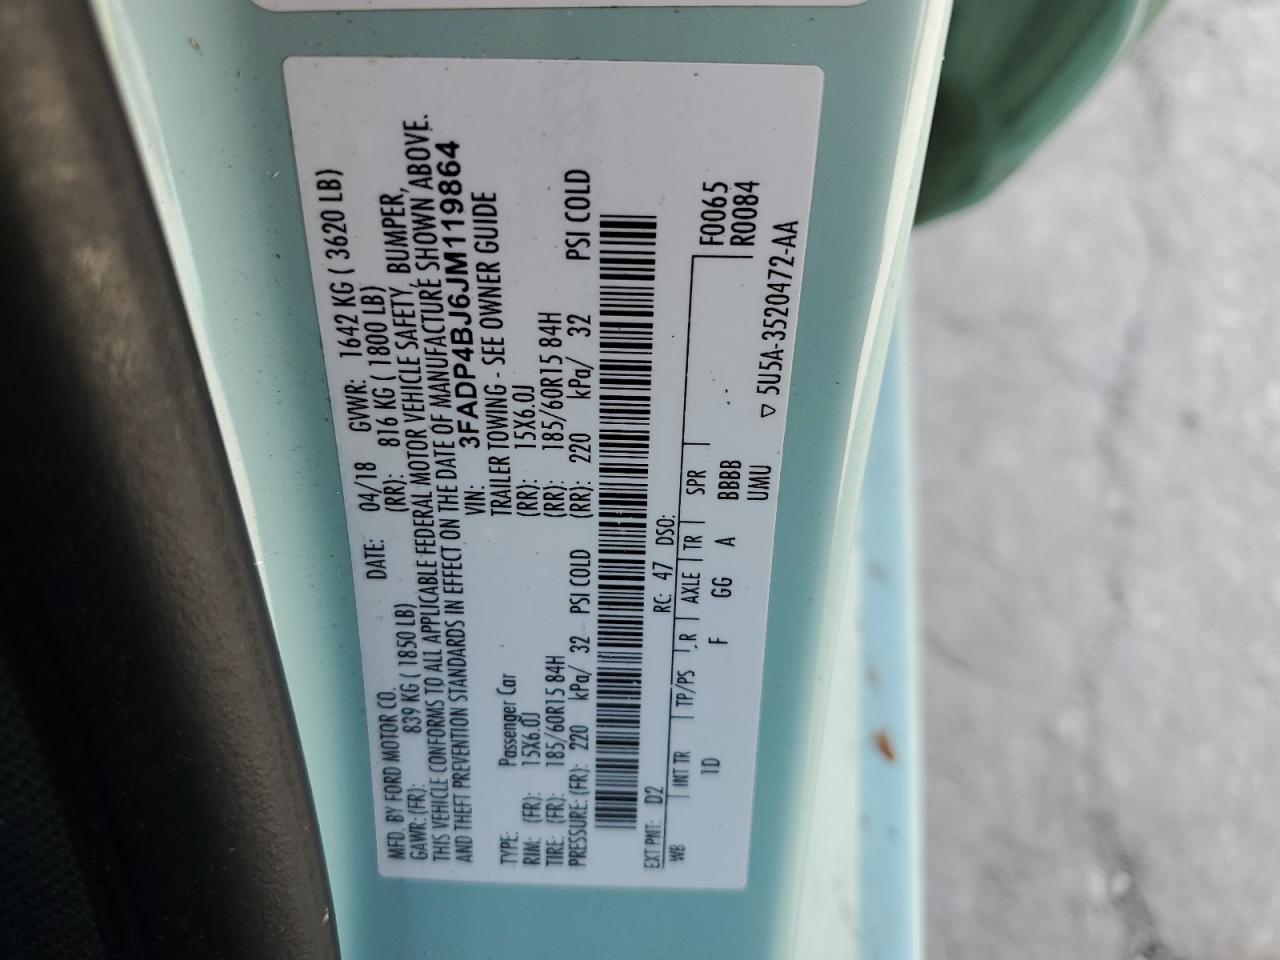 MFD. BY FORD MOTOR CO. DATE: 04/18 GVWR: 1642 KG ( 3620 LB)
GAWR: (FR): 839 KG ( 1850 LB) (RR): 816 KG ( 1800 LB)
THIS VEHICLE CONFORMS TO ALL APPLICABLE FEDERAL MOTOR VEHICLE SAFETY, BUMPER,
AND THEFT PREVENTION STANDARDS IN EFFECT ON THE DATE OF MANUFACTURE SHOWN ABOVE.
VIN: 3FADP4BJ6JM119864
TYPE: Passenger Car TRAILER TOWING - SEE OWNER GUIDE
RIM: (FR): 15X6.0J (RR): 15X6.0J
TIRE: (FR): 185/60R15 84H (RR): 185/60R15 84H
PRESSURE: (FR): 220 kPa/ 32 PSI COLD (RR): 220 kPa/ 32 PSI COLD
EXT PNT: D2 RC: 47 DSO:
WB INT TR TP/PS R AXLE TR SPR F0065
1D F GG A BBBB R0084
UMU ▽ 5U5A-3520472-AA